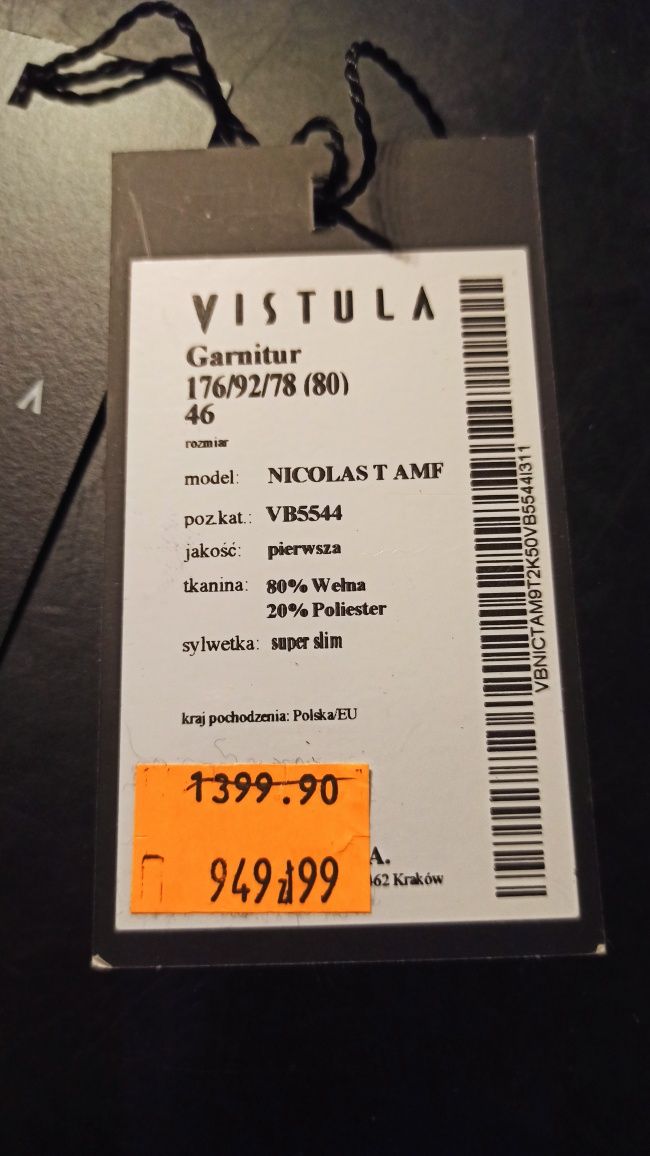 VISTULA
Garnitur
176/92/78 (80)
46
rozmiar
model: NICOLAS T AMF
poz.kat.: VB5544
jakość: pierwsza
tkanina: 80% Wełna
20% Poliester
sylwetka: super slim
kraj pochodzenia: Polska/EU
1399.90
949zł99
A.
Kraków
VBNICTAM9T2K50VB5544I311